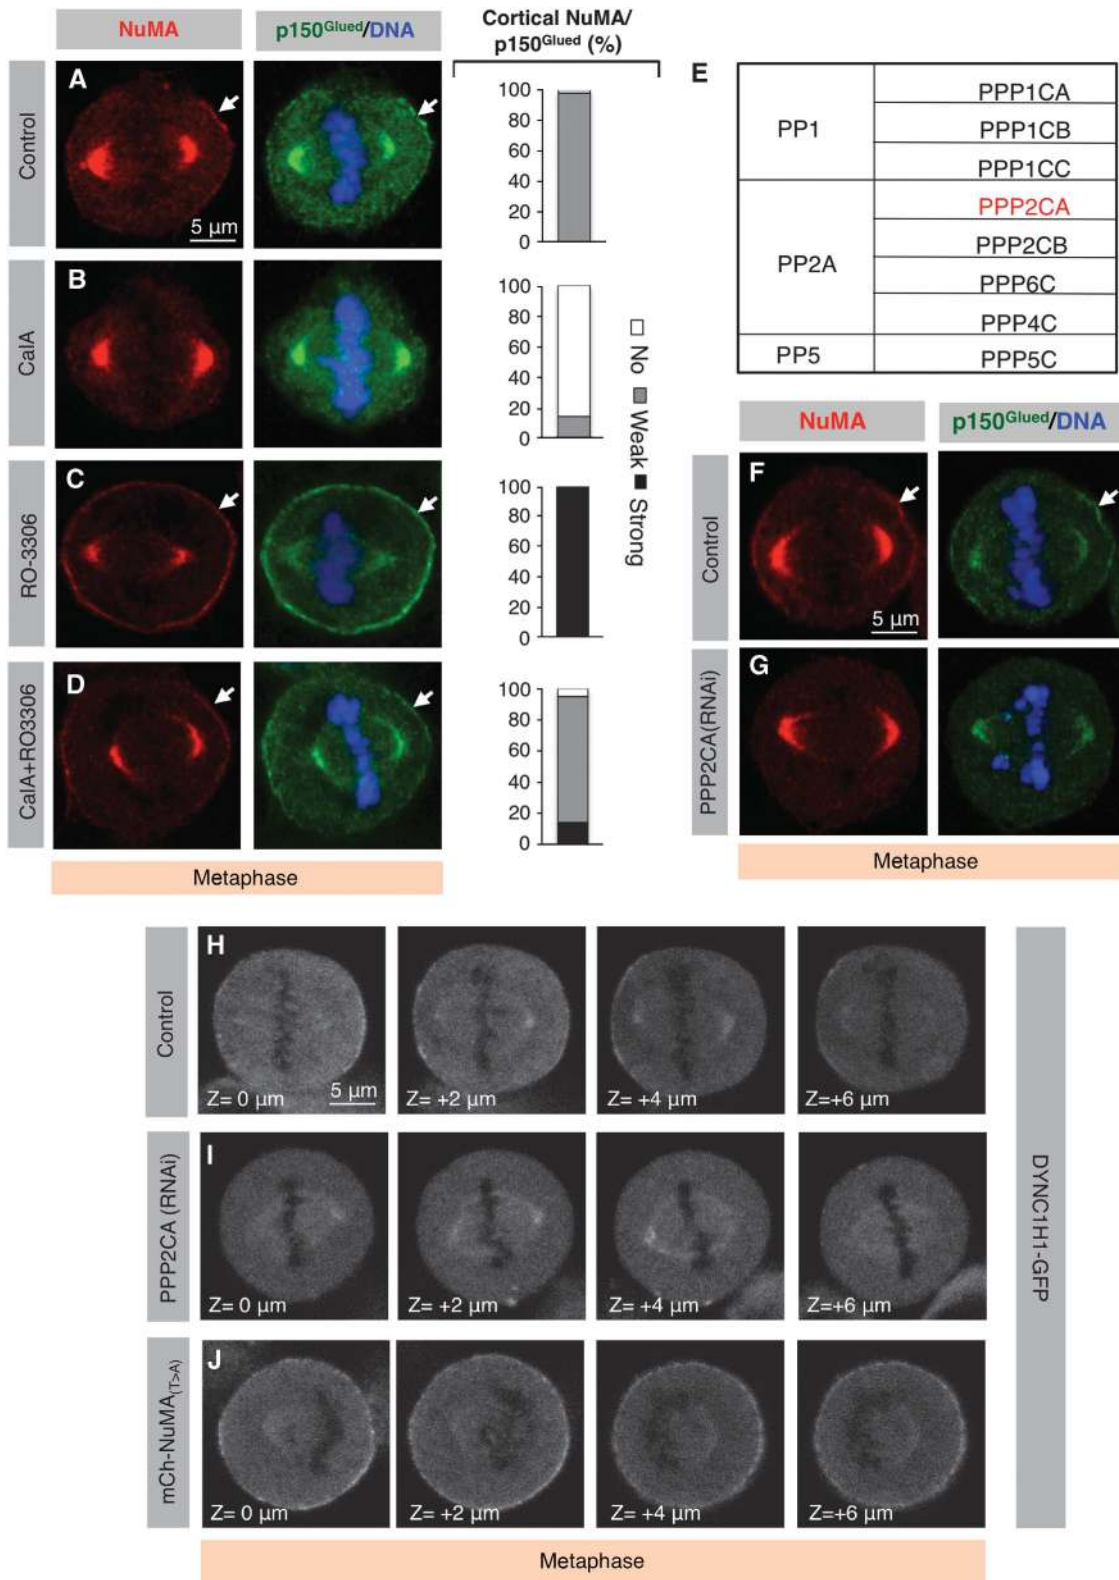 NuMA
p150Glued/DNA
Cortical NuMA/
p150Glued (%)
Control
A
5 µm
100
80
60
40
20
0
CalA
B
100
80
60
40
20
0
No
Weak
Strong
RO-3306
C
100
80
60
40
20
0
CalA+RO3306
D
100
80
60
40
20
0
Metaphase
E
PP1
PPP1CA
PPP1CB
PPP1CC
PP2A
PPP2CA
PPP2CB
PPP6C
PPP4C
PP5
PPP5C
NuMA
p150Glued/DNA
Control
F
5 µm
PPP2CA(RNAi)
G
Metaphase
Control
H
Z= 0 µm
5 µm
Z= +2 µm
Z= +4 µm
Z=+6 µm
PPP2CA (RNAi)
I
Z= 0 µm
Z= +2 µm
Z= +4 µm
Z=+6 µm
mCh-NuMA(T>A)
J
Z= 0 µm
Z= +2 µm
Z= +4 µm
Z=+6 µm
DYNC1H1-GFP
Metaphase